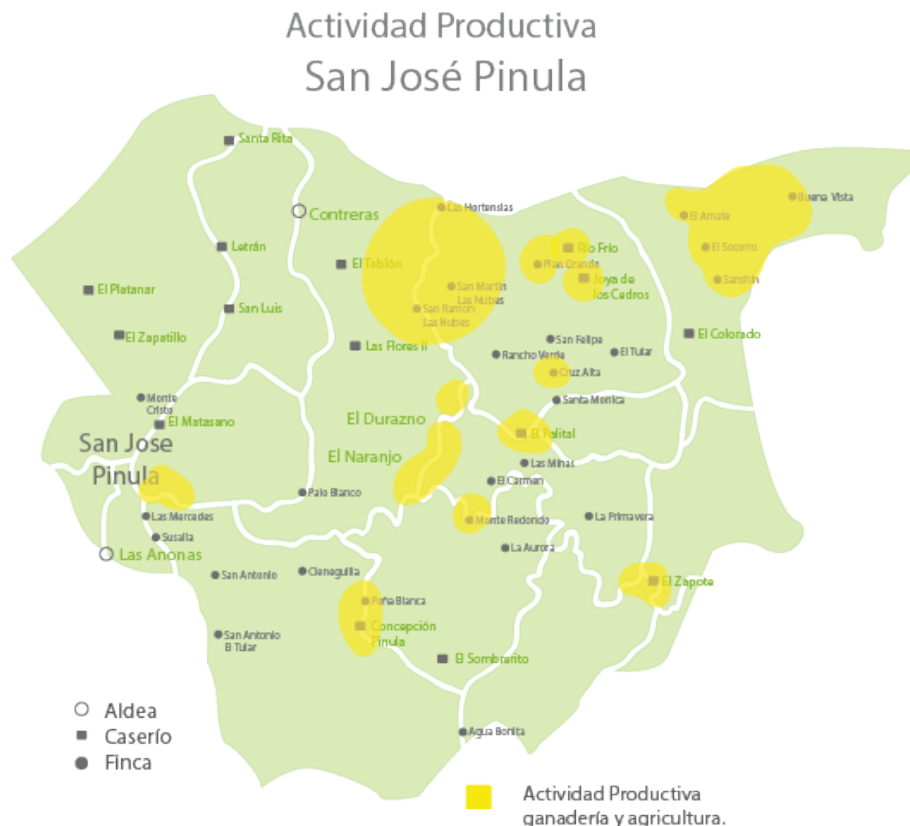 Actividad Productiva
San José Pinula
Santa Rita
Contreras
Las Hortensias
Buena Vista
El Amate
Letrán
El Tablón
Río Frío
Plan Grande
El Socorro
Joya de
los Cedros
Sanshin
El Platanar
San Martin
Las Nubes
San Luis
San Ramon
Las Nubes
El Zapatillo
Las Flores II
San Felipe
Rancho Verde
El Tular
El Colorado
Cruz Alta
Monte
Cristo
Santa Monica
El Matasano
El Durazno
El Palital
San Jose
Pinula
El Naranjo
Las Minas
El Carmen
Palo Blanco
Las Mercedes
Monte Redondo
La Primavera
Susalla
Las Anonas
La Aurora
San Antonio
Cieneguilla
El Zapote
Peña Blanca
Concepción
Pinula
San Antonio
El Tular
El Sombrerito
Agua Bonita
Aldea
Caserío
Finca
Actividad Productiva
ganadería y agricultura.